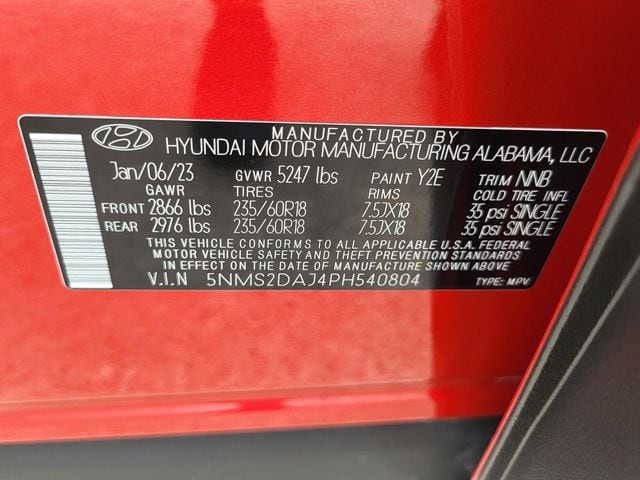 MANUFACTURED BY
HYUNDAI MOTOR MANUFACTURING ALABAMA, LLC
Jan/06/23 GVWR 5247 lbs PAINT Y2E TRIM NNB
GAWR TIRES RIMS COLD TIRE INFL
FRONT 2866 lbs 235/60R18 7.5JX18 35 psi SINGLE
REAR 2976 lbs 235/60R18 7.5JX18 35 psi SINGLE
THIS VEHICLE CONFORMS TO ALL APPLICABLE U.S.A. FEDERAL
MOTOR VEHICLE SAFETY AND THEFT PREVENTION STANDARDS
IN EFFECT ON THE DATE OF MANUFACTURE SHOWN ABOVE
V.I.N 5NMS2DAJ4PH540804 TYPE: MPV